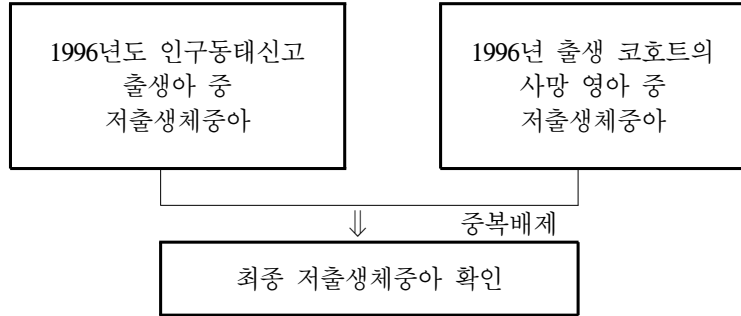 1996년도 인구동태신고
출생아 중
저출생체중아
1996년 출생 코호트의
사망 영아 중
저출생체중아
⇓ 중복배제
최종 저출생체중아 확인